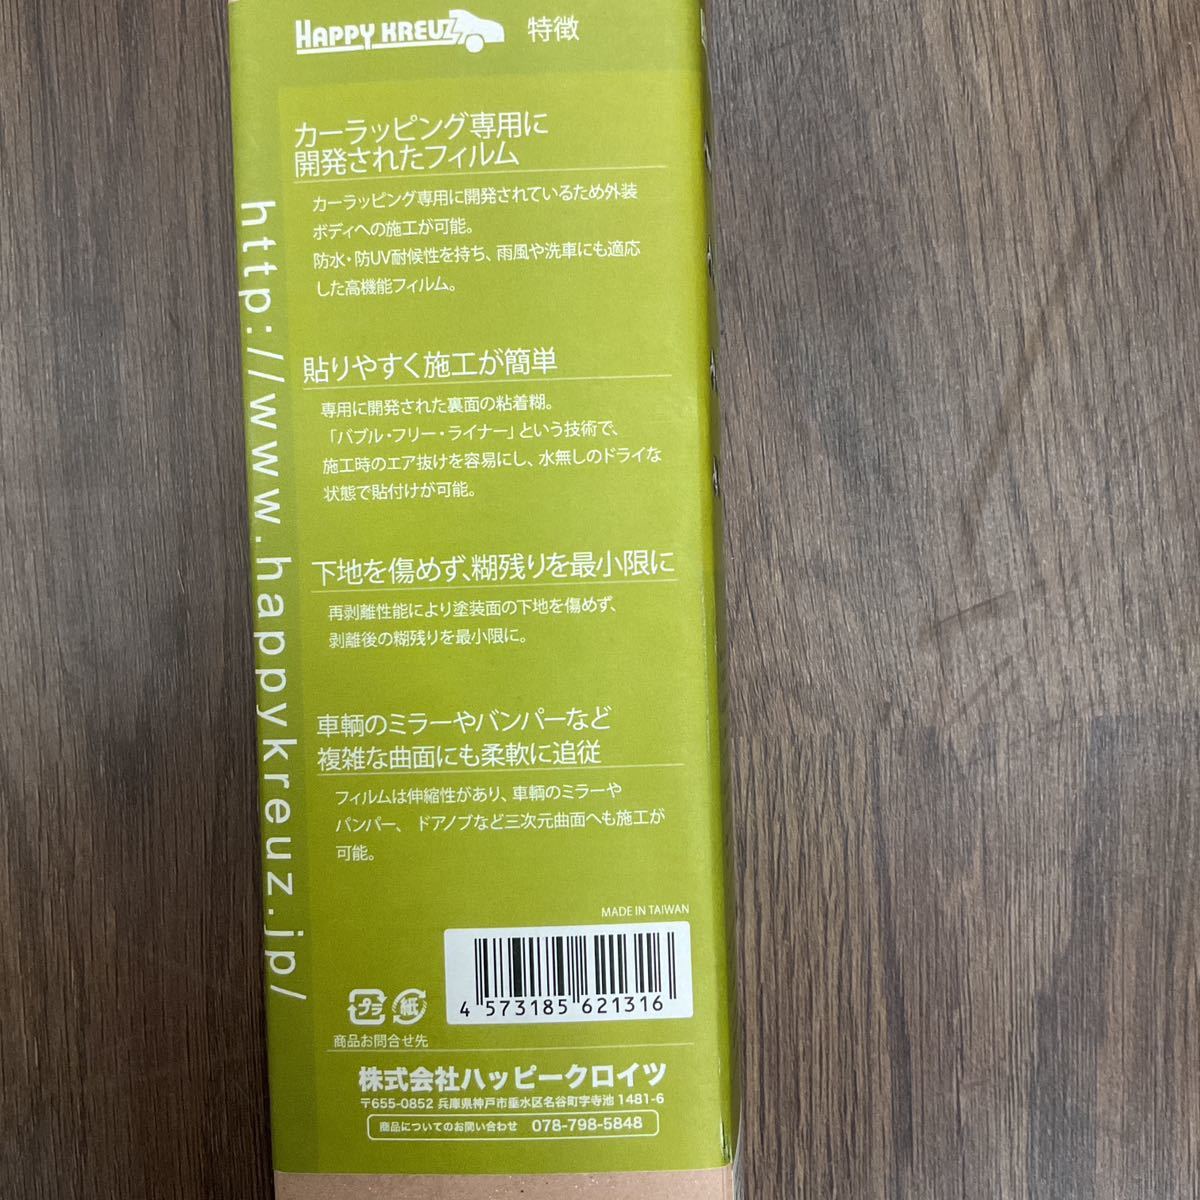 HAPPY KREUZ 特徴
カーラッピング専用に
開発されたフィルム
カーラッピング専用に開発されているため外装
ボディへの施工が可能。
防水・防UV耐候性を持ち、雨風や洗車にも適応
した高機能フィルム。
貼りやすく施工が簡単
専用に開発された裏面の粘着糊。
「バブル・フリー・ライナー」という技術で、
施工時のエア抜けを容易にし、水無しのドライな
状態で貼付けが可能。
下地を傷めず、糊残りを最小限に
再剥離性能により塗装面の下地を傷めず、
剥離後の糊残りを最小限に。
車輌のミラーやバンパーなど
複雑な曲面にも柔軟に追従
フィルムは伸縮性があり、車輌のミラーや
バンパー、ドアノブなど三次元曲面へも施工が
可能。
MADE IN TAIWAN
4 573185 621316
プラ 紙
商品お問合せ先
株式会社ハッピークロイツ
〒655-0852 兵庫県神戸市垂水区名谷町字寺池 1481-6
商品についてのお問い合わせ 078-798-5848
http://www.happykreuz.jp/